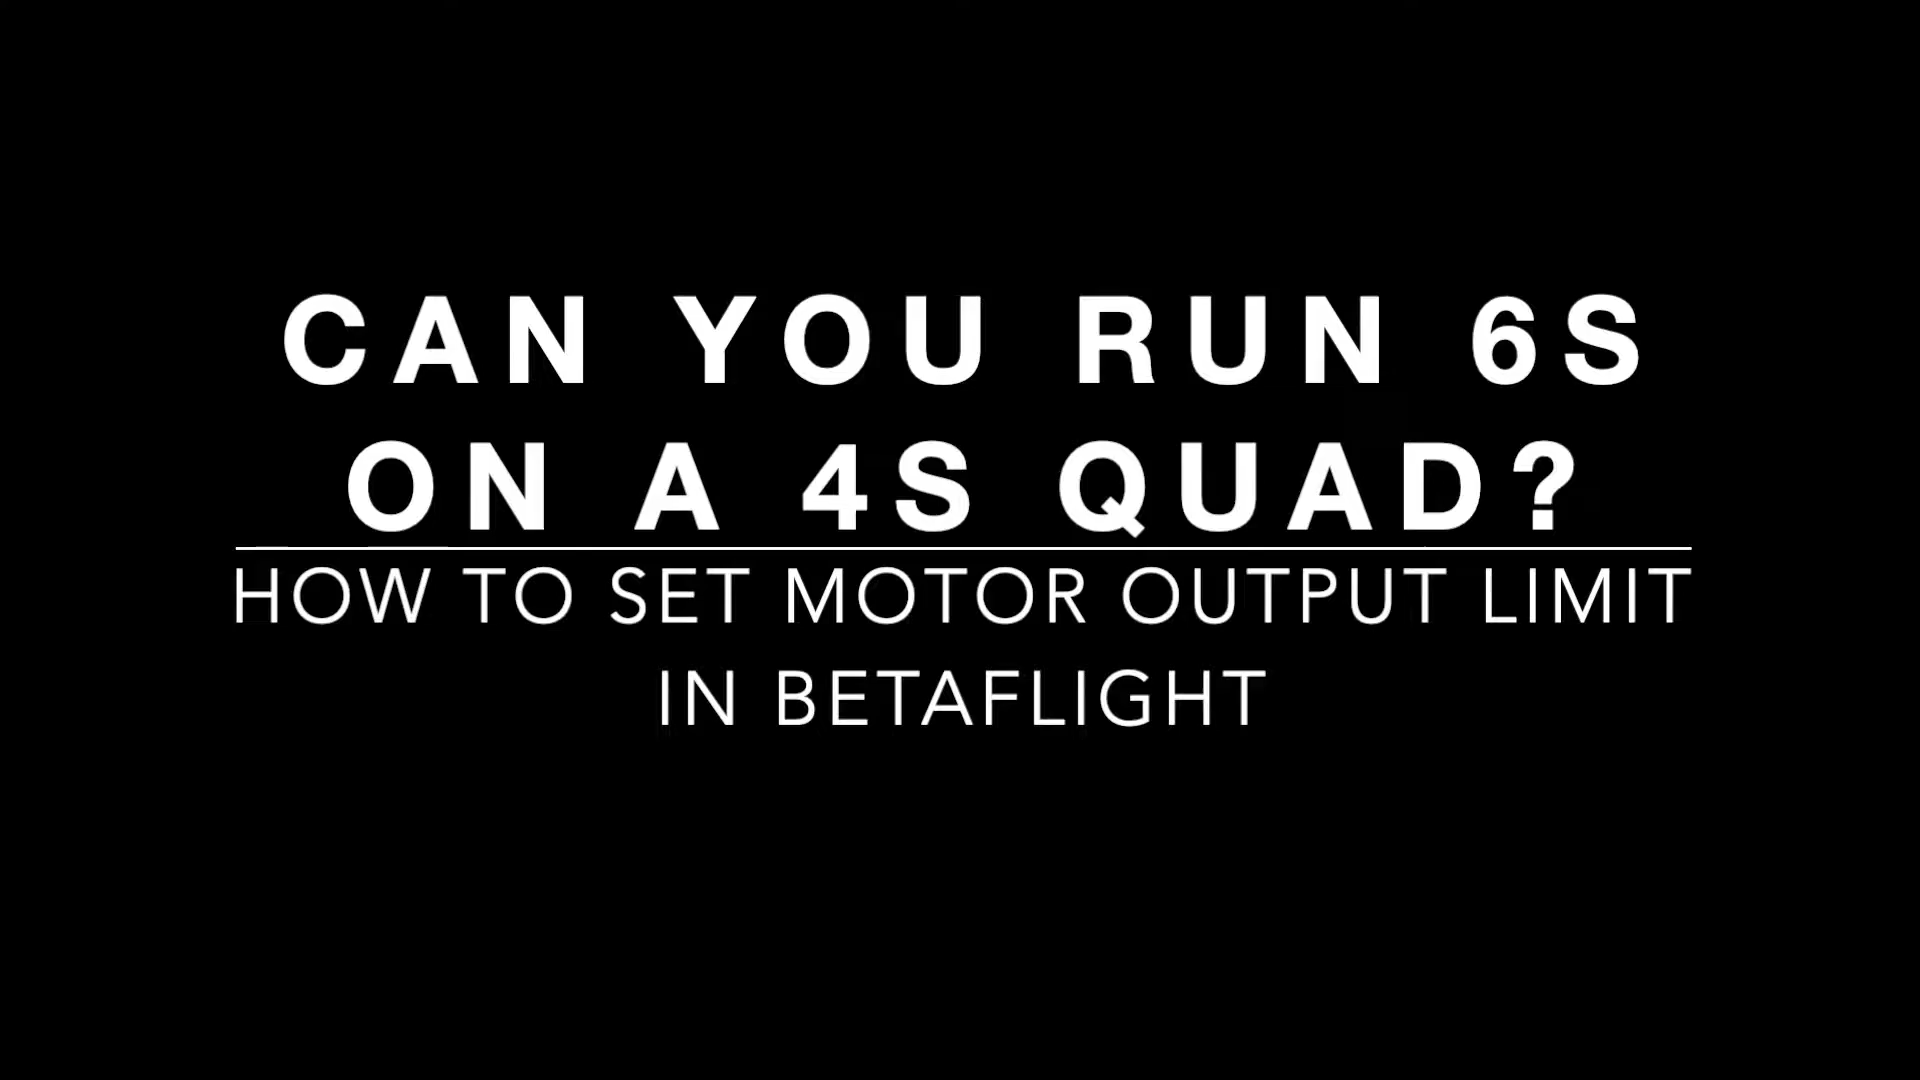 CAN YOU RUN 6S
ON A 4S QUAD?
HOW TO SET MOTOR OUTPUT LIMIT
IN BETAFLIGHT